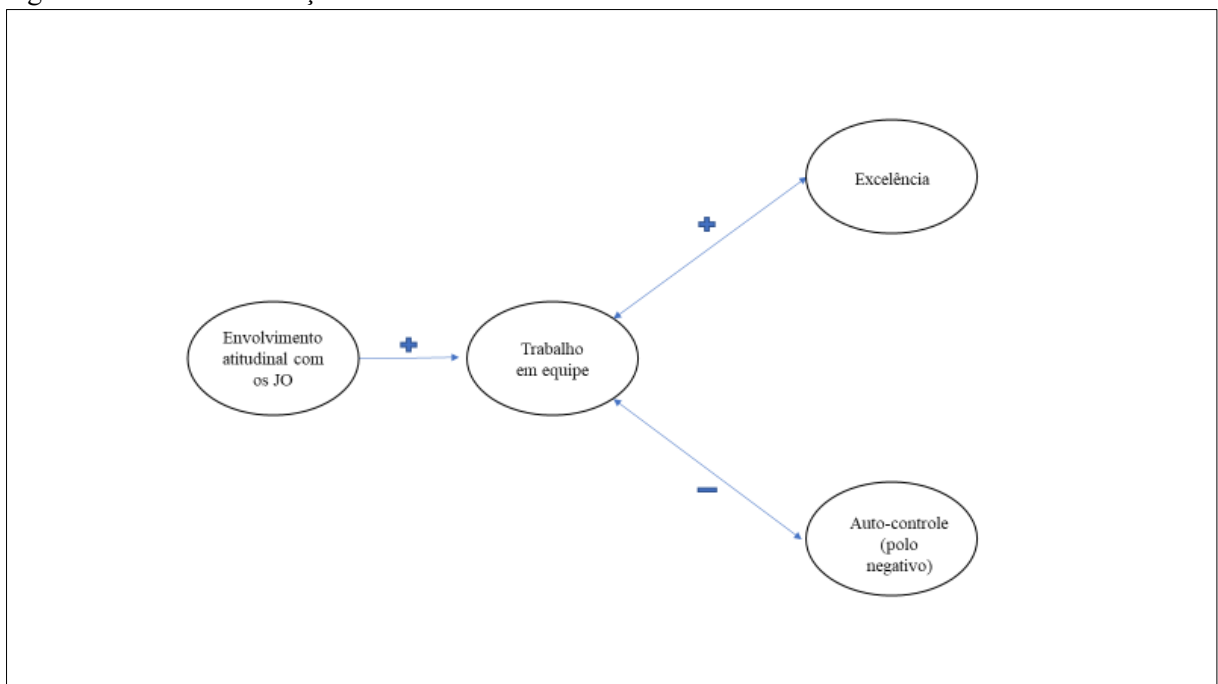 Excelência
Envolvimento
atitudinal com
os JO
Trabalho
em equipe
Auto-controle
(polo
negativo)